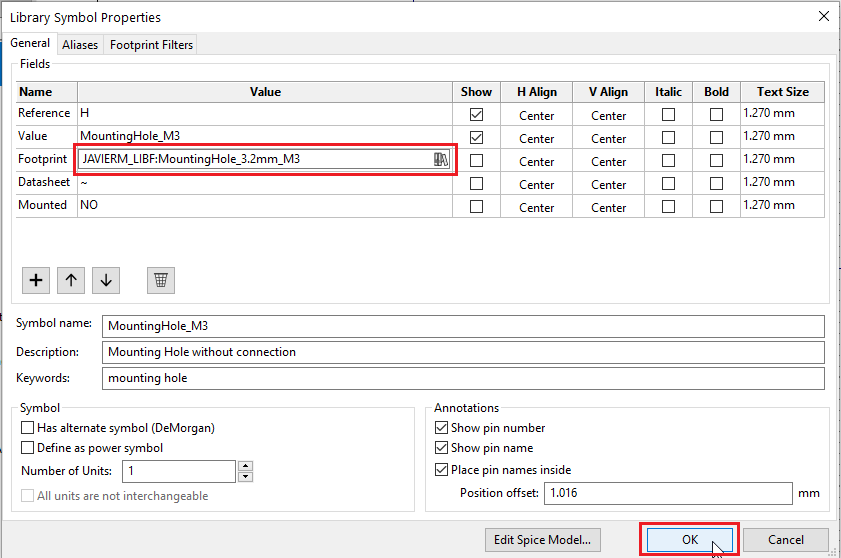 Library Symbol Properties
General Aliases Footprint Filters
Fields
Name Value Show H Align V Align Italic Bold Text Size
Reference H Center Center 1.270 mm
Value MountingHole_M3 Center Center 1.270 mm
Footprint JAVIERM_LIBF:MountingHole_3.2mm_M3 Center Center 1.270 mm
Datasheet ~ Center Center 1.270 mm
Mounted NO Center Center 1.270 mm
Symbol name: MountingHole_M3
Description: Mounting Hole without connection
Keywords: mounting hole
Symbol
Has alternate symbol (DeMorgan)
Define as power symbol
Number of Units: 1
All units are not interchangeable
Annotations
Show pin number
Show pin name
Place pin names inside
Position offset: 1.016 mm
Edit Spice Model... OK Cancel